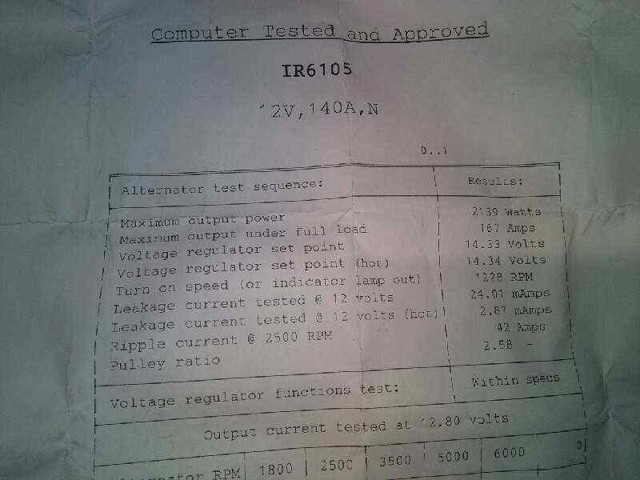 Computer Tested and Approved
IR6105
12V,140A,N
Alternator test sequence: Results:
Maximum output power 2139 Watts
Maximum output under full load 167 Amps
Voltage regulator set point 14.33 Volts
Voltage regulator set point (hot) 14.34 Volts
Turn on speed (or indicator lamp out) 1228 RPM
Leakage current tested @ 12 volts 24.01 mAmps
Leakage current tested @ 12 volts (hot) 2.87 mAmps
Ripple current @ 2500 RPM 42 Amps
Pulley ratio 2.58 -
Voltage regulator functions test: Within specs
Output current tested at 12.80 volts
Alternator RPM 1800 2500 3500 5000 6000 0